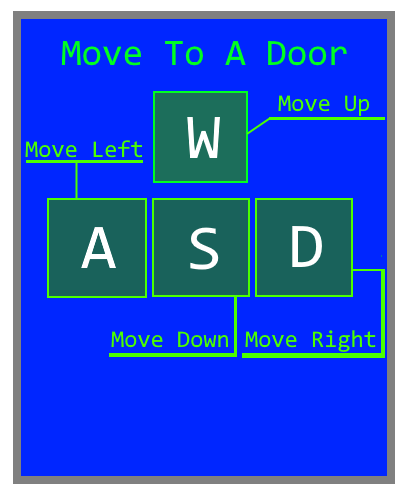 Move To A Door
Move Up
W
Move Left
A
S
D
Move Down
Move Right